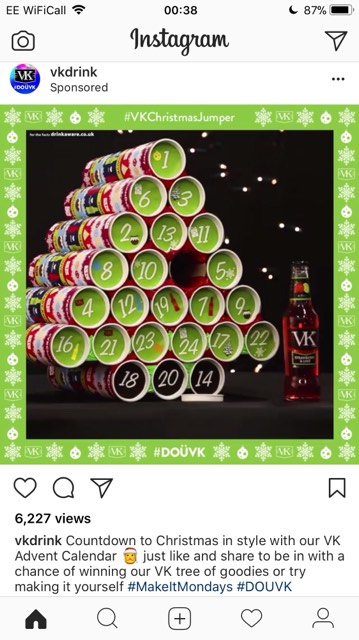 EE WiFiCall 00:38 87%
Instagram
vkdrink
Sponsored
#VKChristmasJumper
for the facts drinkaware.co.uk
1
6 3
2 13 11
8 10 5
4 12 19 7 9
16 21 23 24 17 22
18 20 14
VK
#DOÜVK
6,227 views
vkdrink Countdown to Christmas in style with our VK
Advent Calendar 🎅 just like and share to be in with a
chance of winning our VK tree of goodies or try
making it yourself #MakeItMondays #DOUVK